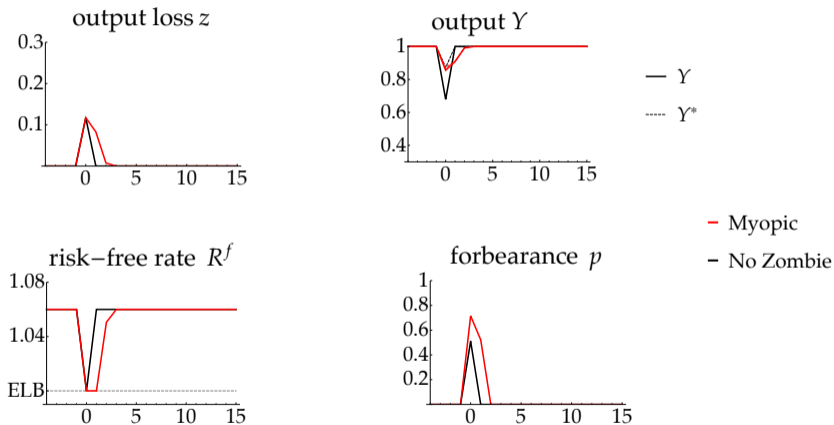 output loss z
0.3
0.2
0.1
0 5 10 15
output Y
1
0.8
0.6
0.4
0 5 10 15
Y
Y*
risk−free rate R^f
1.08
1.04
ELB
0 5 10 15
forbearance p
1
0.8
0.6
0.4
0.2
0 5 10 15
Myopic
No Zombie